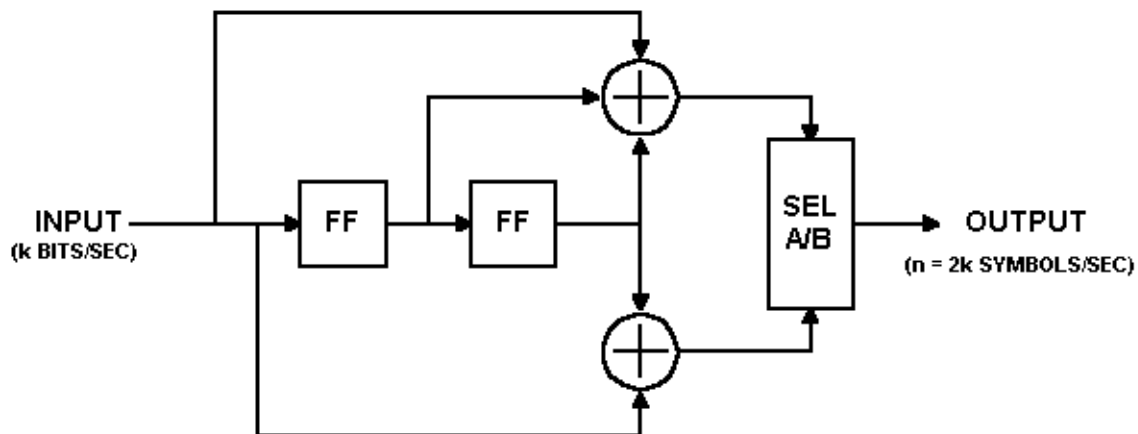 INPUT
(k BITS/SEC)
FF
FF
SEL
A/B
OUTPUT
(n = 2k SYMBOLS/SEC)